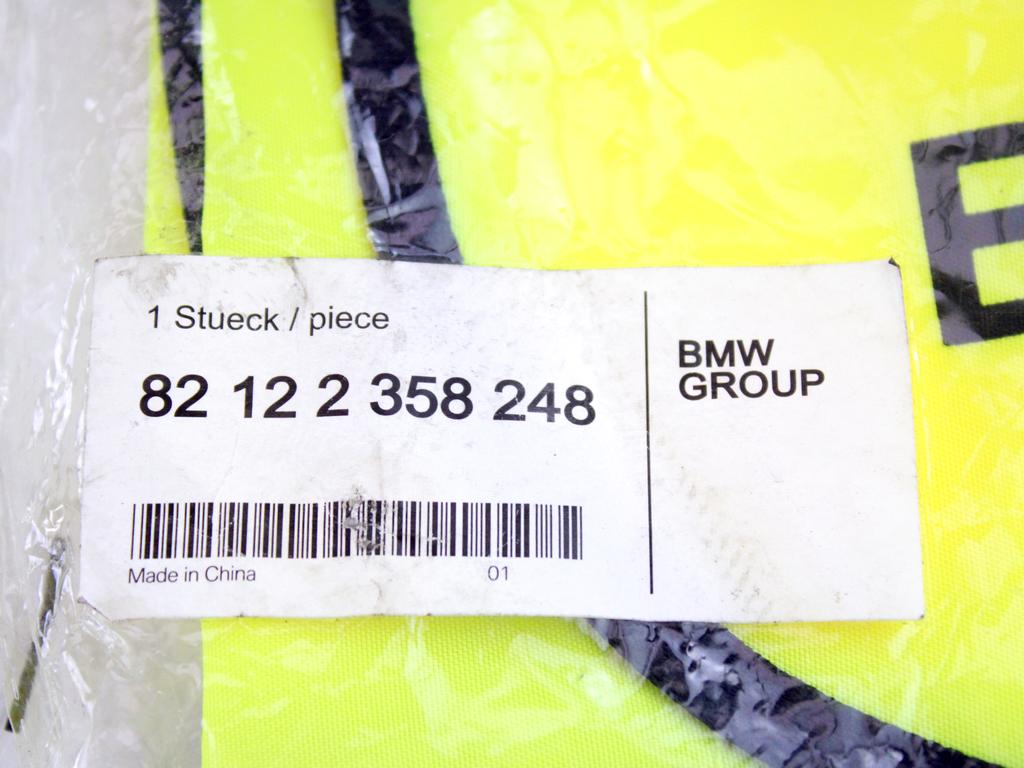 1 Stueck / piece
82 12 2 358 248
Made in China
01
BMW
GROUP